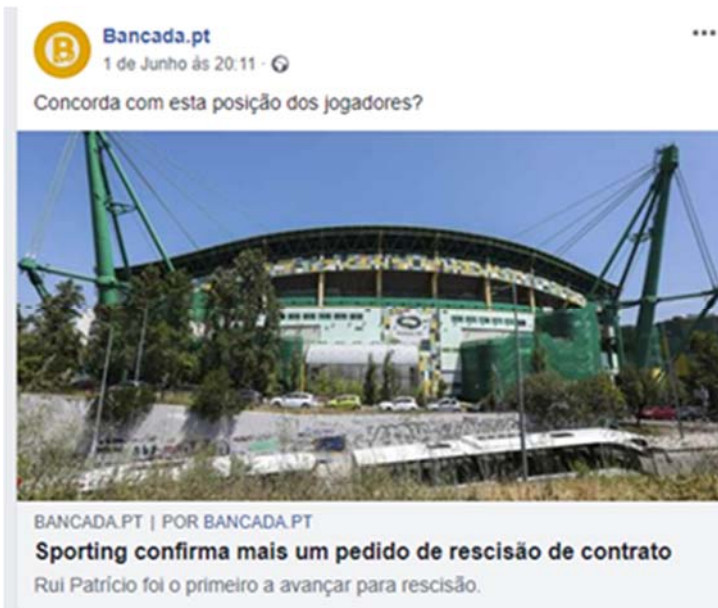 Bancada.pt
1 de Junho às 20:11 ·
Concorda com esta posição dos jogadores?
BANCADA.PT | POR BANCADA.PT
Sporting confirma mais um pedido de rescisão de contrato
Rui Patrício foi o primeiro a avançar para rescisão.